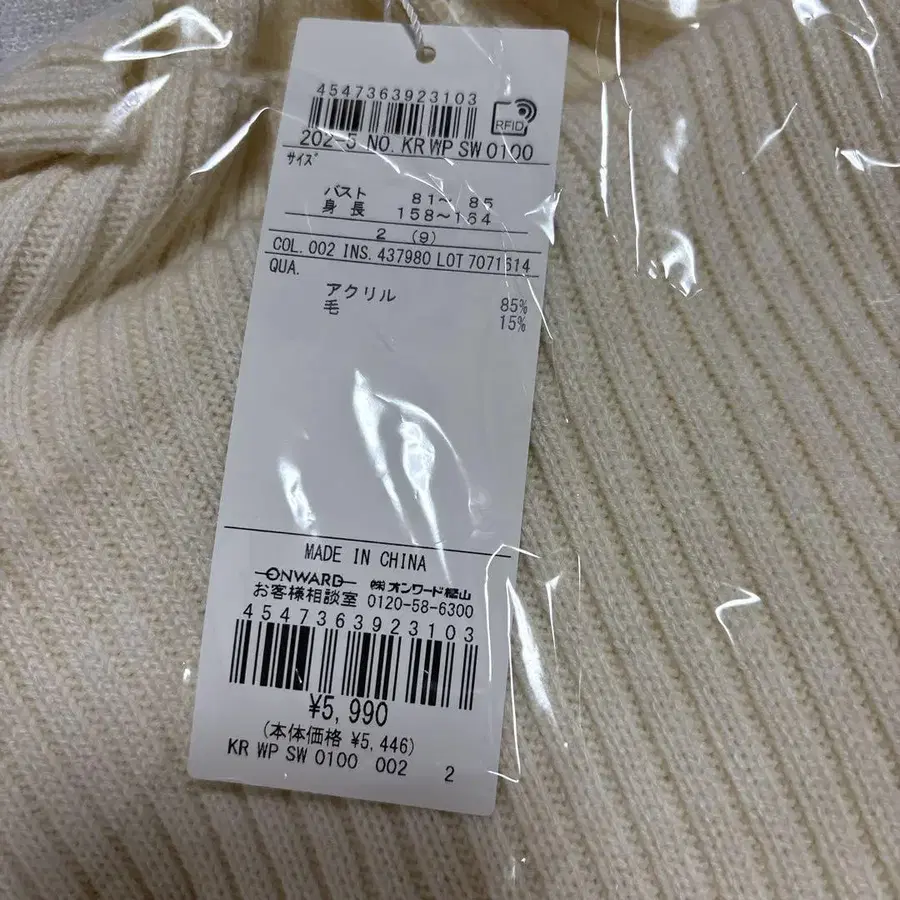 4547363923103
RFID
202-5 NO. KR WP SW 0100
サイズ
バスト 81~ 85
身長 158~164
2 (9)
COL. 002 INS. 437980 LOT 7071614
QUA.
アクリル 85%
毛 15%
MADE IN CHINA
ONWARD ㈱オンワード樫山
お客様相談室 0120-58-6300
4547363923103
¥5,990
(本体価格 ¥5,446)
KR WP SW 0100 002 2